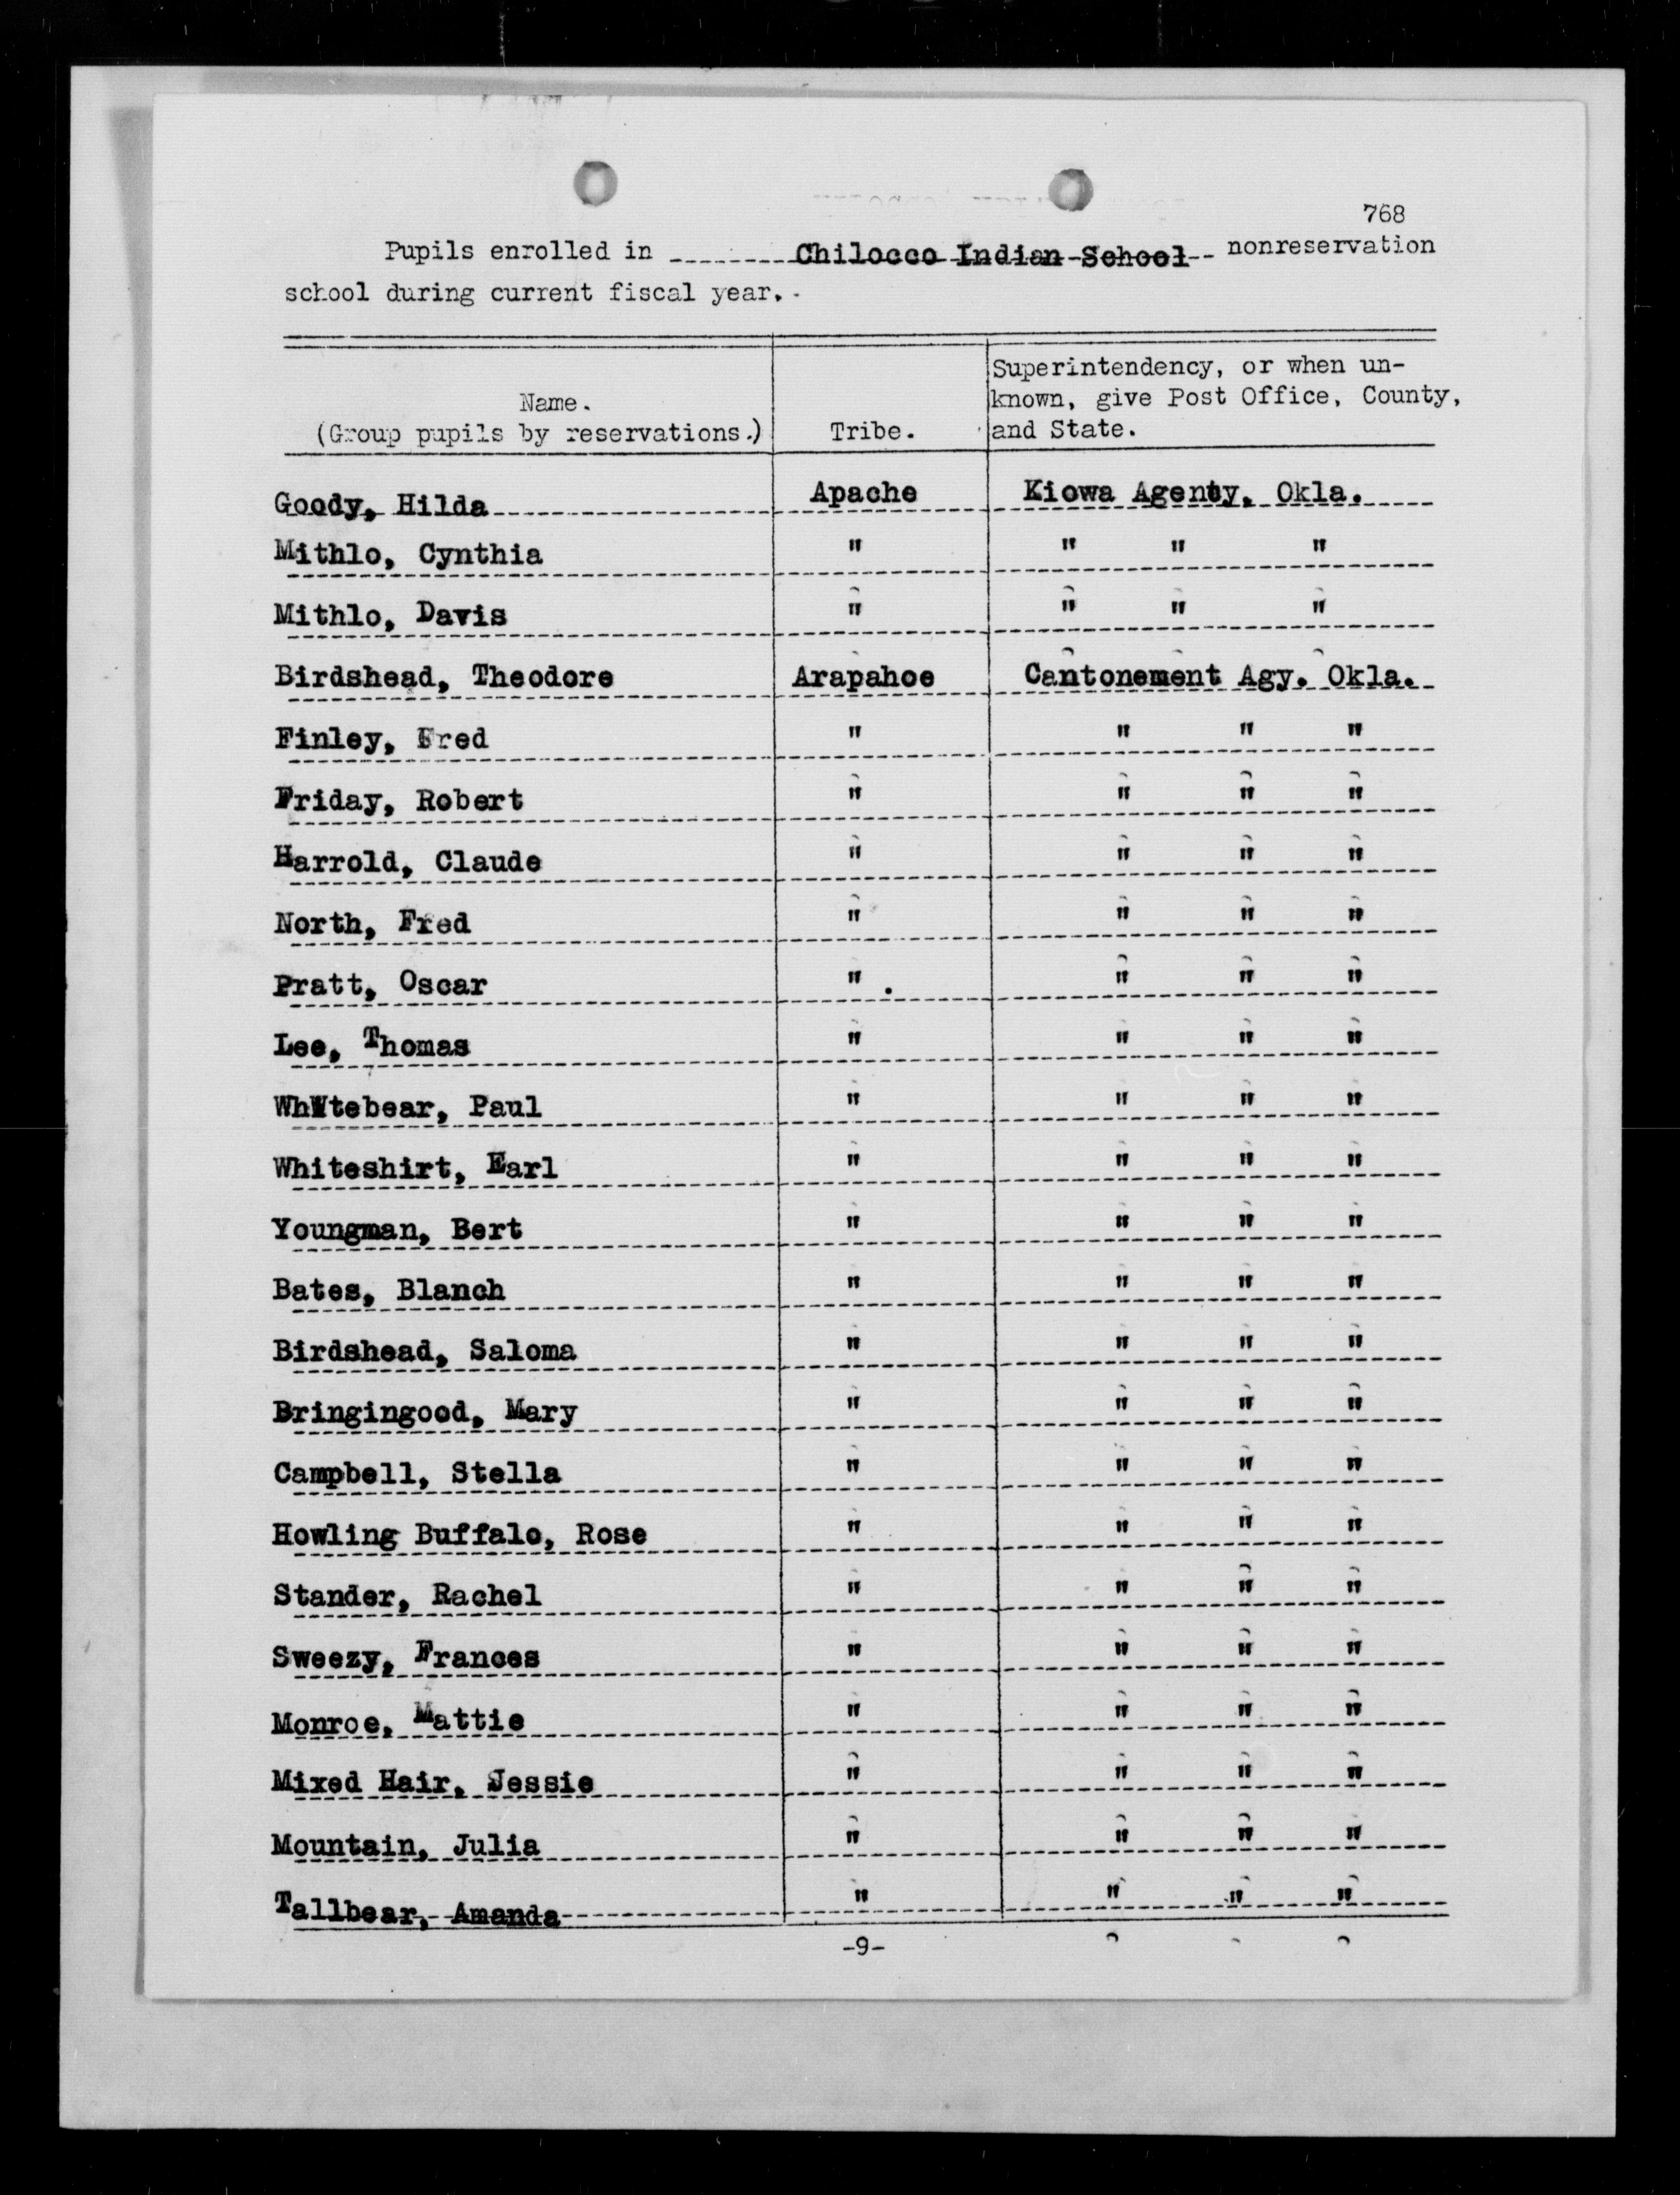 768
Pupils enrolled in Chilocco Indian School nonreservation
school during current fiscal year.
Name.
(Group pupils by reservations.)
Tribe.
Superintendency, or when un-
known, give Post Office, County,
and State.
Goody, Hilda Apache Kiowa Agency, Okla.
Mithlo, Cynthia " " " "
Mithlo, Davis " " " "
Birdshead, Theodore Arapahoe Cantonement Agy. Okla.
Finley, Fred " " " "
Friday, Robert " " " "
Harrold, Claude " " " "
North, Fred " " " "
Pratt, Oscar " . " " "
Lee, Thomas " " " "
Whitebear, Paul " " " "
Whiteshirt, Earl " " " "
Youngman, Bert " " " "
Bates, Blanch " " " "
Birdshead, Saloma " " " "
Bringingood, Mary " " " "
Campbell, Stella " " " "
Howling Buffalo, Rose " " " "
Stander, Rachel " " " "
Sweezy, Frances " " " "
Monroe, Mattie " " " "
Mixed Hair, Jessie " " " "
Mountain, Julia " " " "
Tallbear, Amanda " " " "
-9-